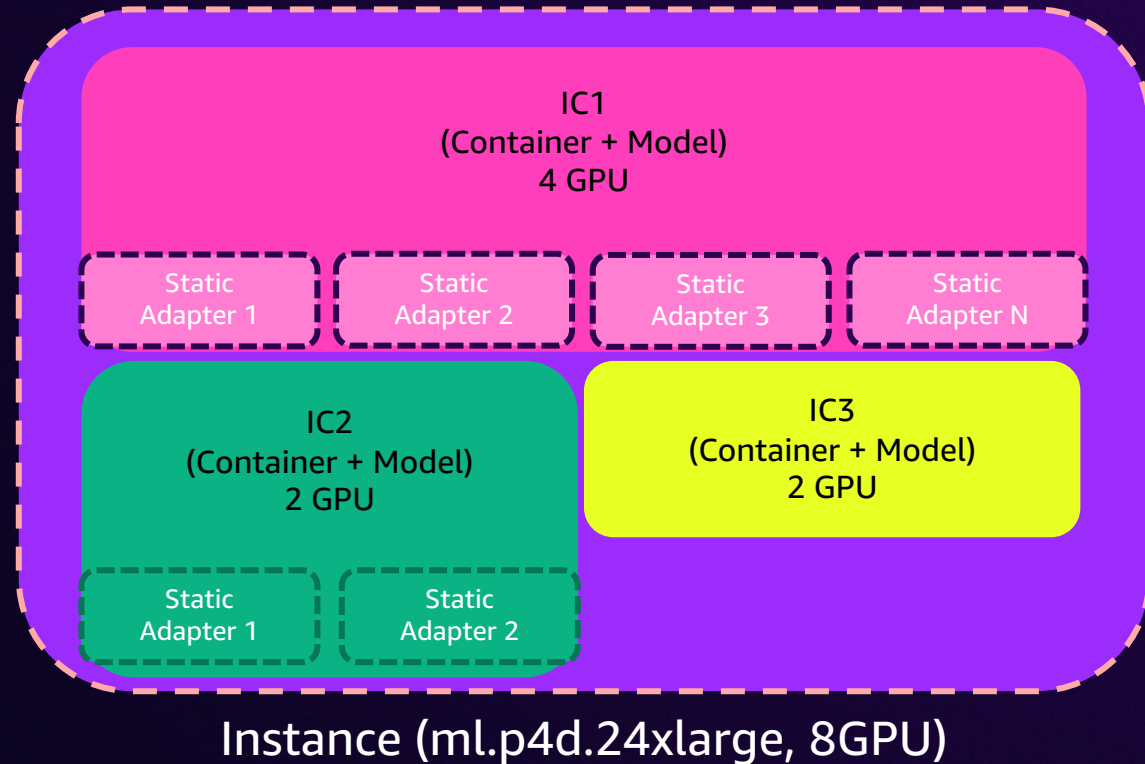 IC1
(Container + Model)
4 GPU
Static
Adapter 1
Static
Adapter 2
Static
Adapter 3
Static
Adapter N
IC2
(Container + Model)
2 GPU
Static
Adapter 1
Static
Adapter 2
IC3
(Container + Model)
2 GPU
Instance (ml.p4d.24xlarge, 8GPU)